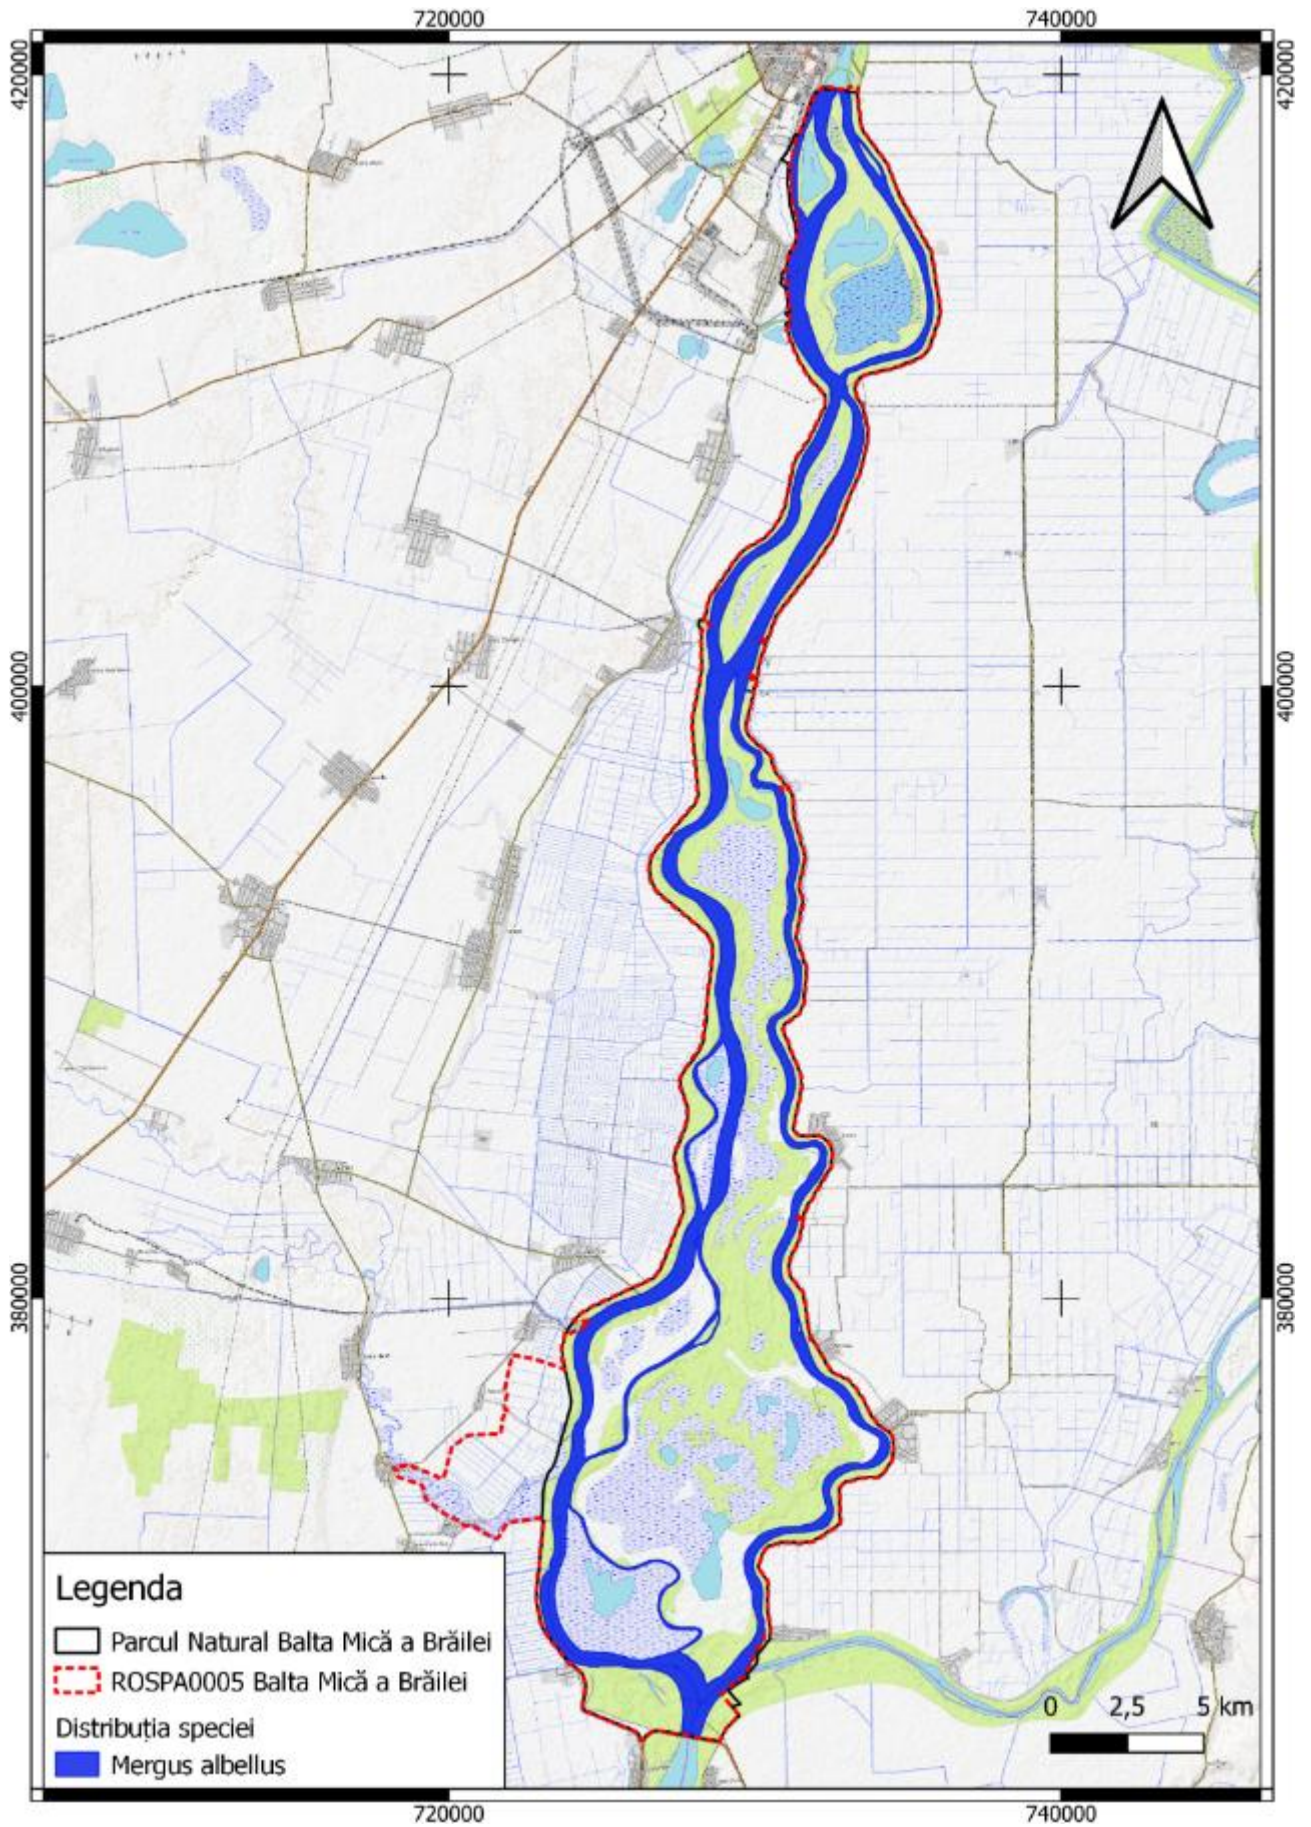 720000 740000
420000 420000
400000 400000
380000 380000
Legenda
Parcul Natural Balta Mică a Brăilei
ROSPA0005 Balta Mică a Brăilei
Distribuția speciei
Mergus albellus
0 2,5 5 km
720000 740000